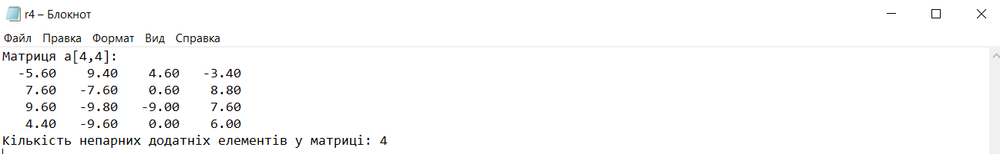 r4 – Блокнот
Файл Правка Формат Вид Справка
Матриця a[4,4]:
-5.60 9.40 4.60 -3.40
7.60 -7.60 0.60 8.80
9.60 -9.80 -9.00 7.60
4.40 -9.60 0.00 6.00
Кількість непарних додатніх елементів у матриці: 4